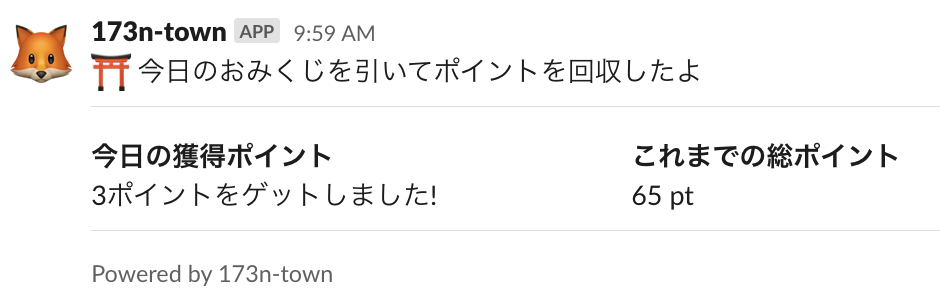 173n-town APP 9:59 AM
⛩️ 今日のおみくじを引いてポイントを回収したよ
今日の獲得ポイント
3ポイントをゲットしました!
これまでの総ポイント
65 pt
Powered by 173n-town